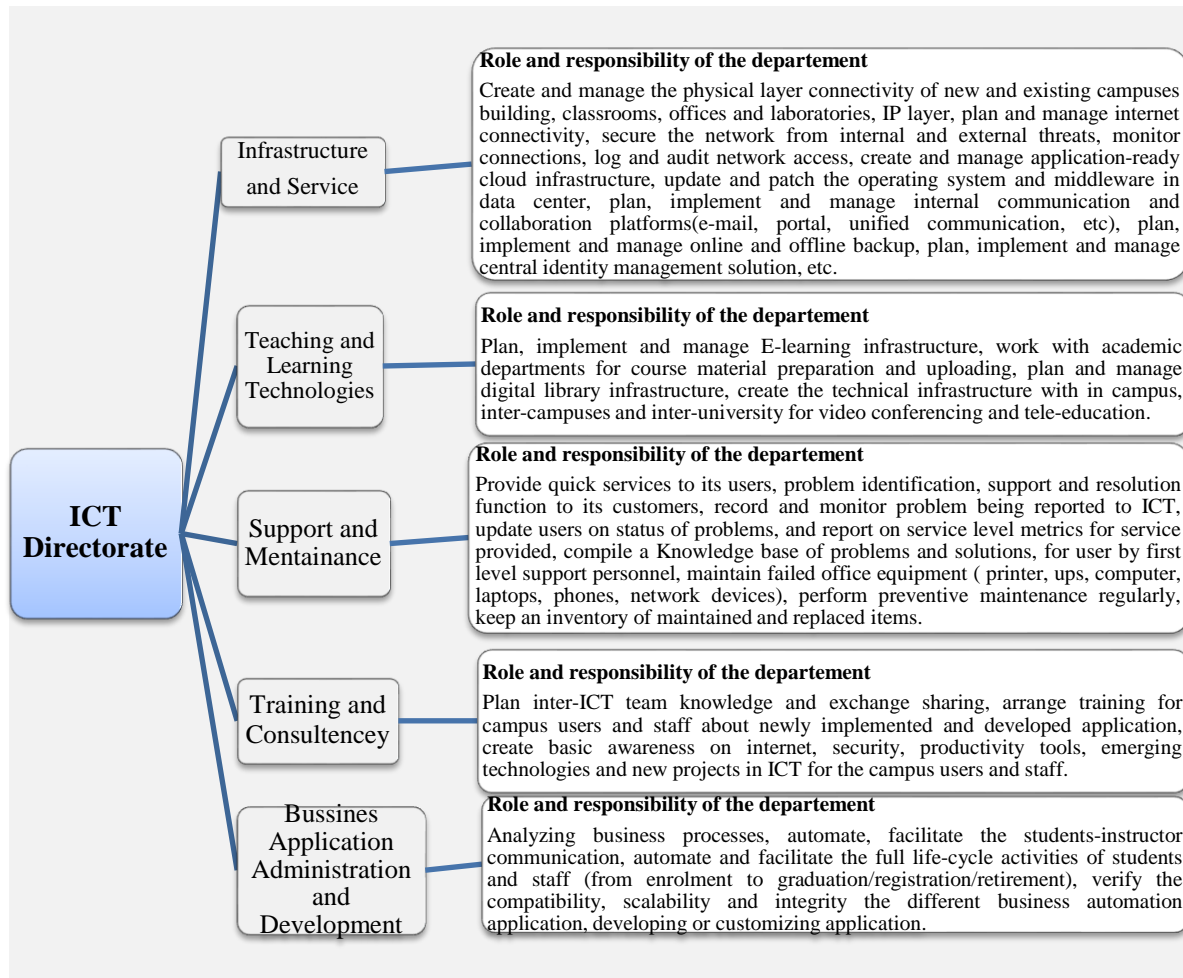 ICT
Directorate
Infrastructure
and Service
Role and responsibility of the departement
Create and manage the physical layer connectivity of new and existing campuses
building, classrooms, offices and laboratories, IP layer, plan and manage internet
connectivity, secure the network from internal and external threats, monitor
connections, log and audit network access, create and manage application-ready
cloud infrastructure, update and patch the operating system and middleware in
data center, plan, implement and manage internal communication and
collaboration platforms(e-mail, portal, unified communication, etc), plan,
implement and manage online and offline backup, plan, implement and manage
central identity management solution, etc.
Teaching and
Learning
Technologies
Role and responsibility of the departement
Plan, implement and manage E-learning infrastructure, work with academic
departments for course material preparation and uploading, plan and manage
digital library infrastructure, create the technical infrastructure with in campus,
inter-campuses and inter-university for video conferencing and tele-education.
Support and
Mentainance
Role and responsibility of the departement
Provide quick services to its users, problem identification, support and resolution
function to its customers, record and monitor problem being reported to ICT,
update users on status of problems, and report on service level metrics for service
provided, compile a Knowledge base of problems and solutions, for user by first
level support personnel, maintain failed office equipment ( printer, ups, computer,
laptops, phones, network devices), perform preventive maintenance regularly,
keep an inventory of maintained and replaced items.
Training and
Consultencey
Role and responsibility of the departement
Plan inter-ICT team knowledge and exchange sharing, arrange training for
campus users and staff about newly implemented and developed application,
create basic awareness on internet, security, productivity tools, emerging
technologies and new projects in ICT for the campus users and staff.
Bussines
Application
Administration
and
Development
Role and responsibility of the departement
Analyzing business processes, automate, facilitate the students-instructor
communication, automate and facilitate the full life-cycle activities of students
and staff (from enrolment to graduation/registration/retirement), verify the
compatibility, scalability and integrity the different business automation
application, developing or customizing application.